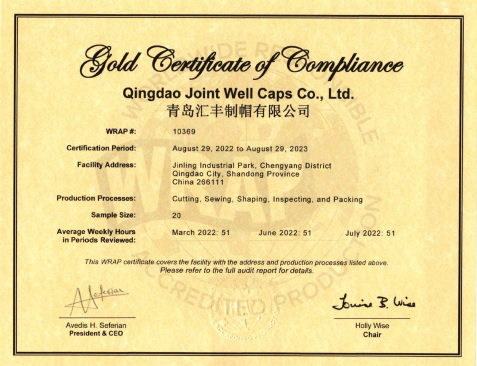 Gold Certificate of Compliance
Qingdao Joint Well Caps Co., Ltd.
青岛汇丰制帽有限公司
WRAP #: 10369
Certification Period: August 29, 2022 to August 29, 2023
Facility Address: Jinling Industrial Park, Chengyang District
Qingdao City, Shandong Province
China 266111
Production Processes: Cutting, Sewing, Shaping, Inspecting, and Packing
Sample Size: 20
Average Weekly Hours
in Periods Reviewed: March 2022: 51 June 2022: 51 July 2022: 51
This WRAP certificate covers the facility with the address and production processes listed above.
Please refer to the full audit report for details.
Avedis H. Seferian
President & CEO
Louise B. Wise
Holly Wise
Chair
WRAP
ACCREDITED PRODUCTION